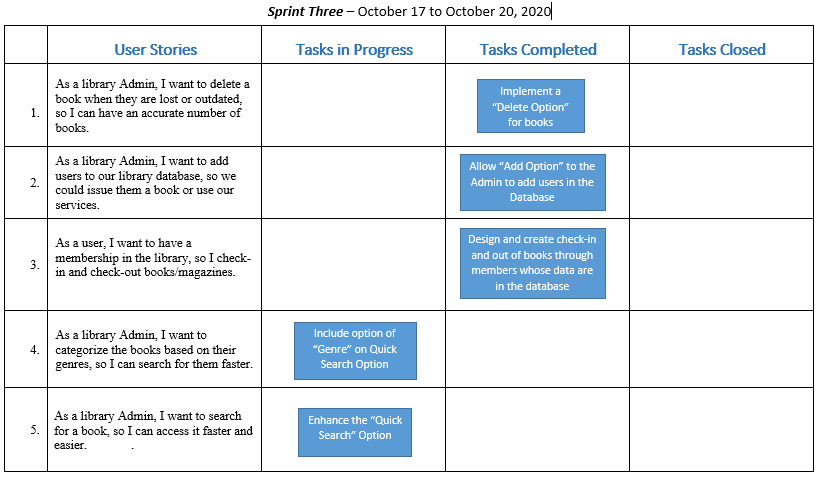 Sprint Three – October 17 to October 20, 2020
User Stories Tasks in Progress Tasks Completed Tasks Closed
1.
As a library Admin, I want to delete a
book when they are lost or outdated,
so I can have an accurate number of
books.
Implement a
“Delete Option”
for books
2.
As a library Admin, I want to add
users to our library database, so we
could issue them a book or use our
services.
Allow “Add Option” to the
Admin to add users in the
Database
3.
As a user, I want to have a
membership in the library, so I check-
in and check-out books/magazines.
Design and create check-in
and out of books through
members whose data are
in the database
4.
As a library Admin, I want to
categorize the books based on their
genres, so I can search for them faster.
Include option of
“Genre” on Quick
Search Option
5.
As a library Admin, I want to search
for a book, so I can access it faster and
easier. .
Enhance the “Quick
Search” Option